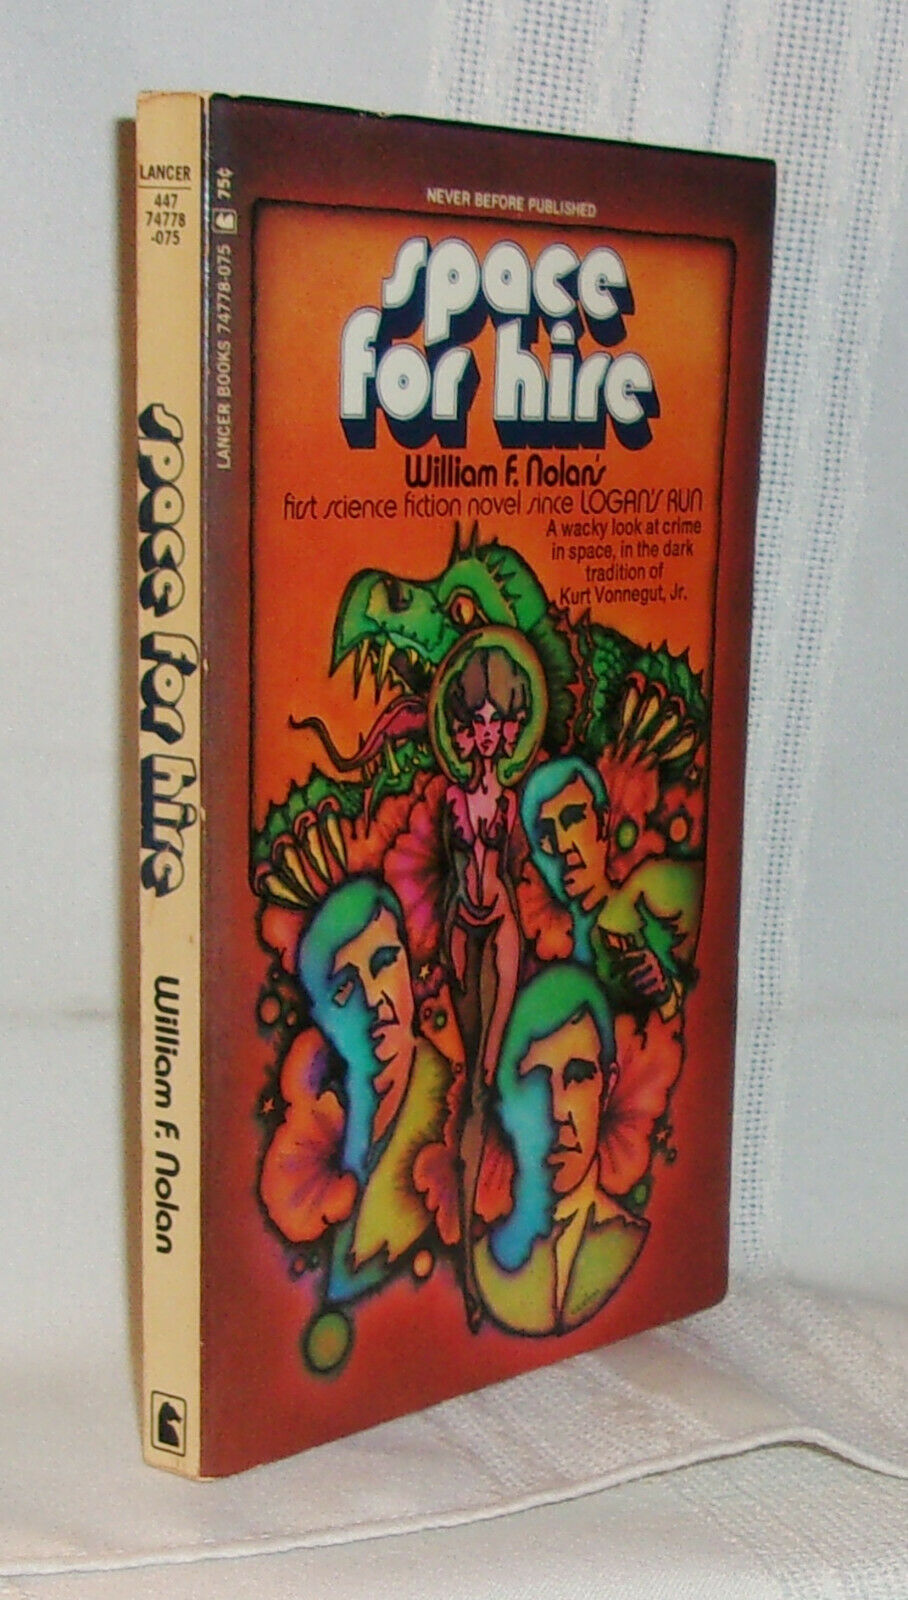 LANCER
447
74778
-075
space for hire
William F. Nolan
LANCER BOOKS 74778-075 75¢
NEVER BEFORE PUBLISHED
space
for hire
William F. Nolan's
first science fiction novel since LOGAN'S RUN
A wacky look at crime
in space, in the dark
tradition of
Kurt Vonnegut, Jr.